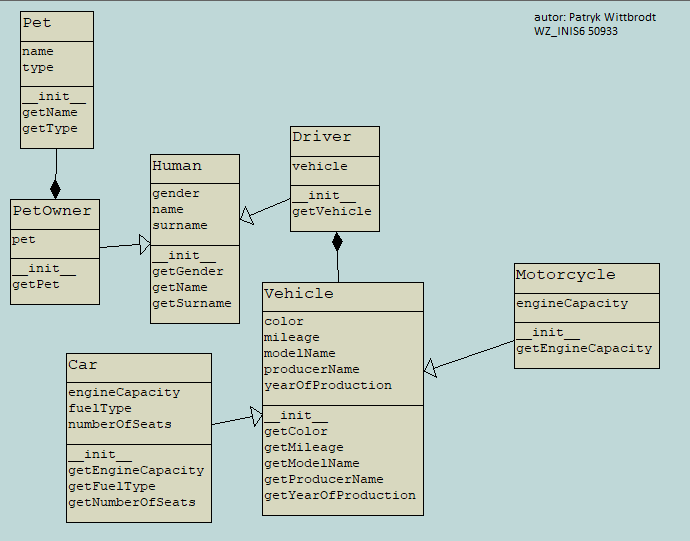 autor: Patryk Wittbrodt
WZ_INIS6 50933
Pet
name
type
__init__
getName
getType
Driver
vehicle
__init__
getVehicle
Human
gender
name
surname
__init__
getGender
getName
getSurname
PetOwner
pet
__init__
getPet
Motorcycle
engineCapacity
__init__
getEngineCapacity
Vehicle
color
mileage
modelName
producerName
yearOfProduction
__init__
getColor
getMileage
getModelName
getProducerName
getYearOfProduction
Car
engineCapacity
fuelType
numberOfSeats
__init__
getEngineCapacity
getFuelType
getNumberOfSeats